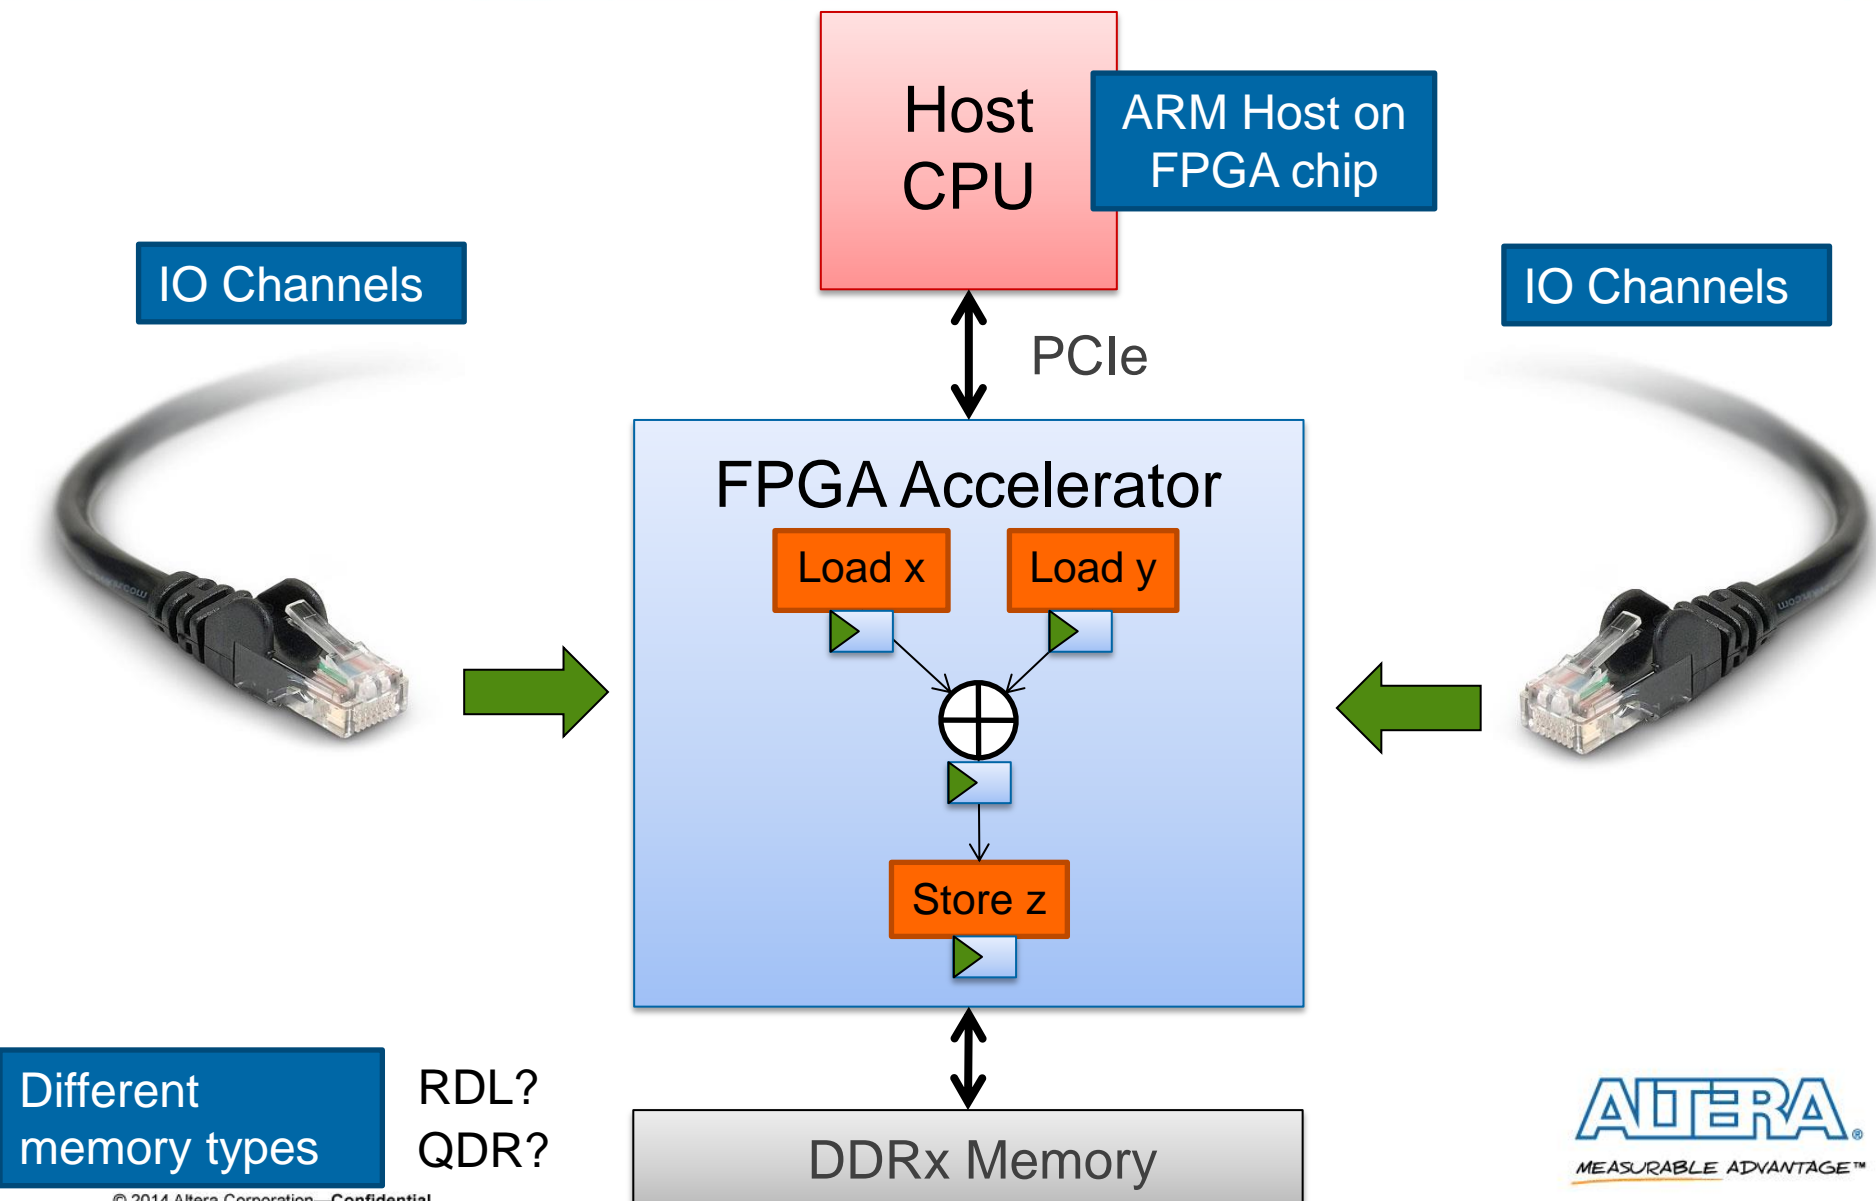 Host
CPU
ARM Host on
FPGA chip
IO Channels
IO Channels
PCIe
FPGA Accelerator
Load x
Load y
Store z
Different
memory types
RDL?
QDR?
DDRx Memory
ALTERA®
MEASURABLE ADVANTAGE™
© 2014 Altera Corporation—Confidential